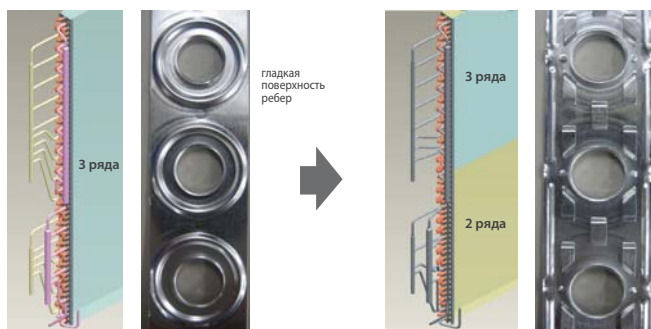 3 ряда
гладкая
поверхность
ребер
3 ряда
2 ряда